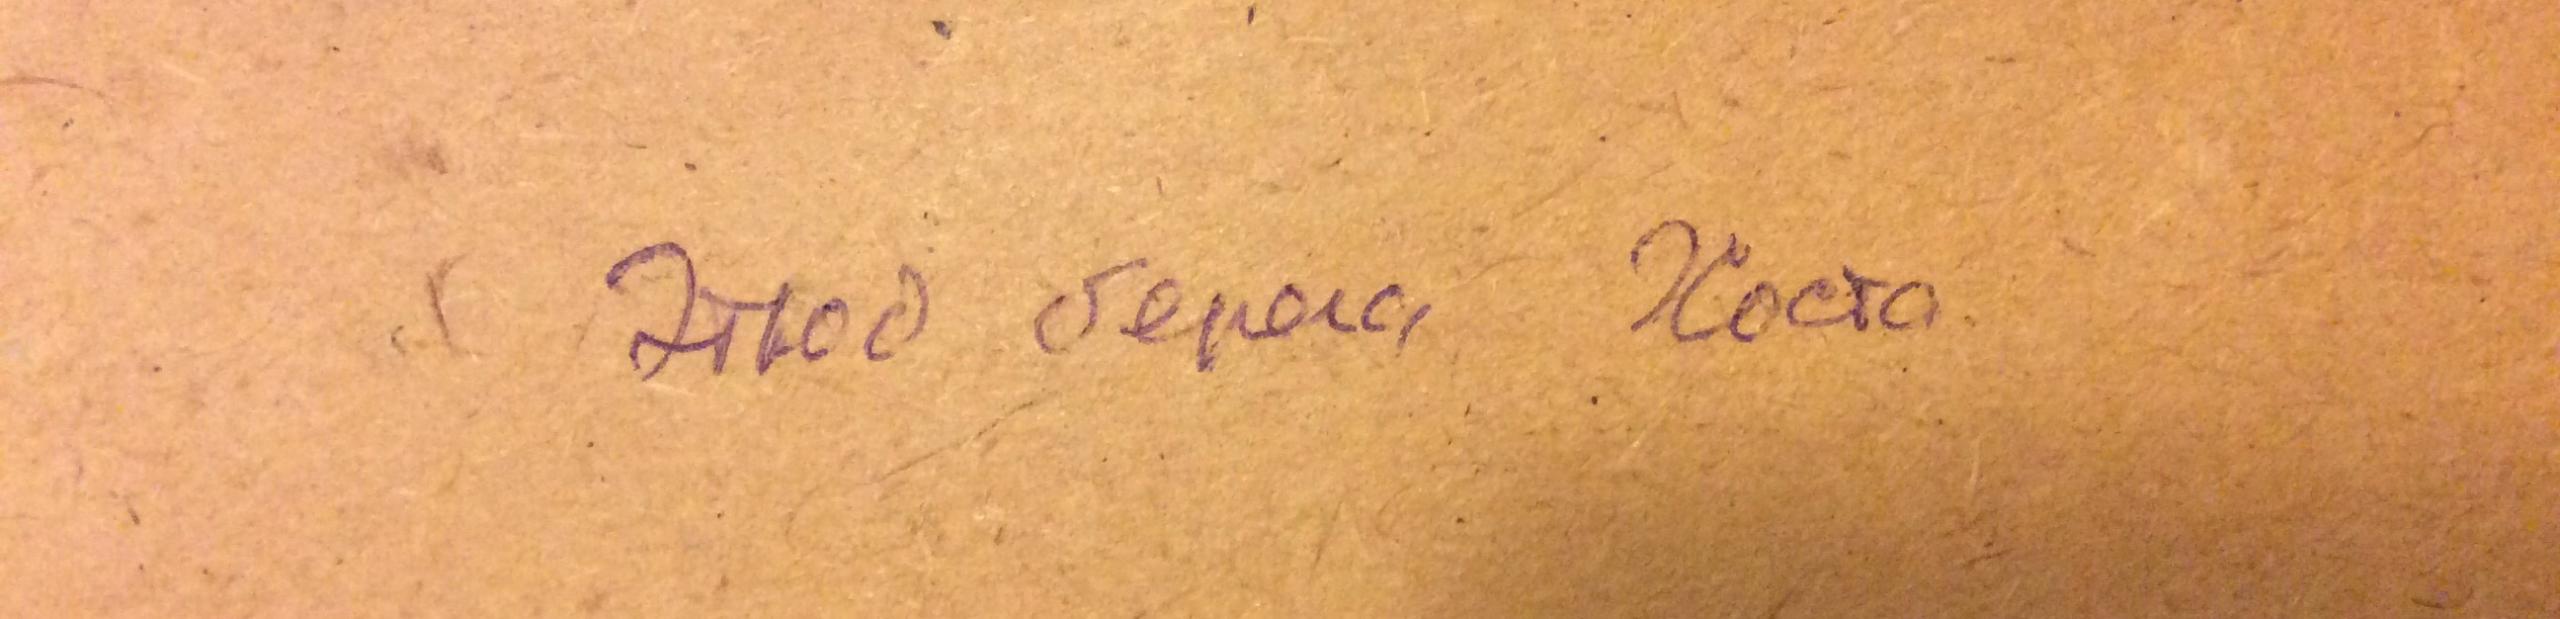 Этюд берега Хоста